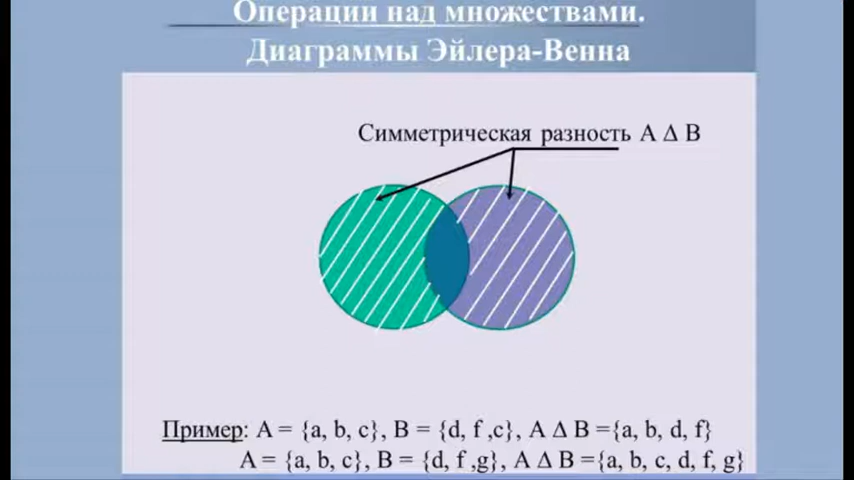 Операции над множествами.
Диаграммы Эйлера-Венна
Симметрическая разность A Δ B
Пример: A = {a, b, c}, B = {d, f ,c}, A Δ B ={a, b, d, f}
A = {a, b, c}, B = {d, f ,g}, A Δ B ={a, b, c, d, f, g}